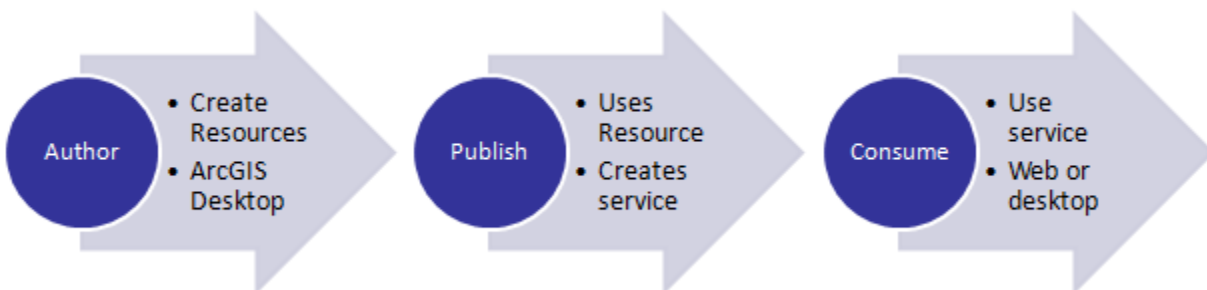 Author
• Create
Resources
• ArcGIS
Desktop
Publish
• Uses
Resource
• Creates
service
Consume
• Use
service
• Web or
desktop